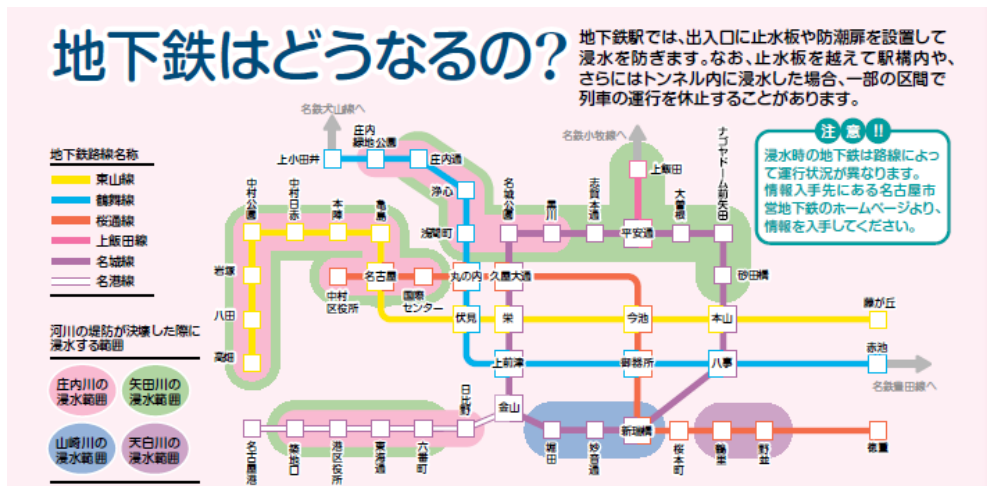 地下鉄はどうなるの?
地下鉄駅では、出入口に止水板や防潮扉を設置して
浸水を防ぎます。なお、止水板を越えて駅構内や、
さらにはトンネル内に浸水した場合、一部の区間で
列車の運行を休止することがあります。
注意!!
浸水時の地下鉄は路線によっ
て運行状況が異なります。
情報入手先にある名古屋市
営地下鉄のホームページより、
情報を入手してください。
地下鉄路線名称
東山線
鶴舞線
桜通線
上飯田線
名城線
名港線
河川の堤防が決壊した際に
浸水する範囲
庄内川の
浸水範囲
矢田川の
浸水範囲
山崎川の
浸水範囲
天白川の
浸水範囲
名鉄犬山線へ
上小田井
庄内
緑地公園
庄内通
浄心
浅間町
名鉄小牧線へ
上飯田
名城公園
黒川
志賀本通
平安通
大曽根
ナゴヤドーム前矢田
砂田橋
中村公園
中村日赤
本陣
亀島
岩塚
八田
高畑
名古屋
中村
区役所
国際
センター
丸の内
久屋大通
伏見
栄
今池
本山
藤が丘
上前津
御器所
八事
赤池
名鉄豊田線へ
金山
日比野
六番町
東海通
港区役所
築地口
名古屋港
堀田
妙音通
新瑞橋
桜本町
鶴里
野並
徳重